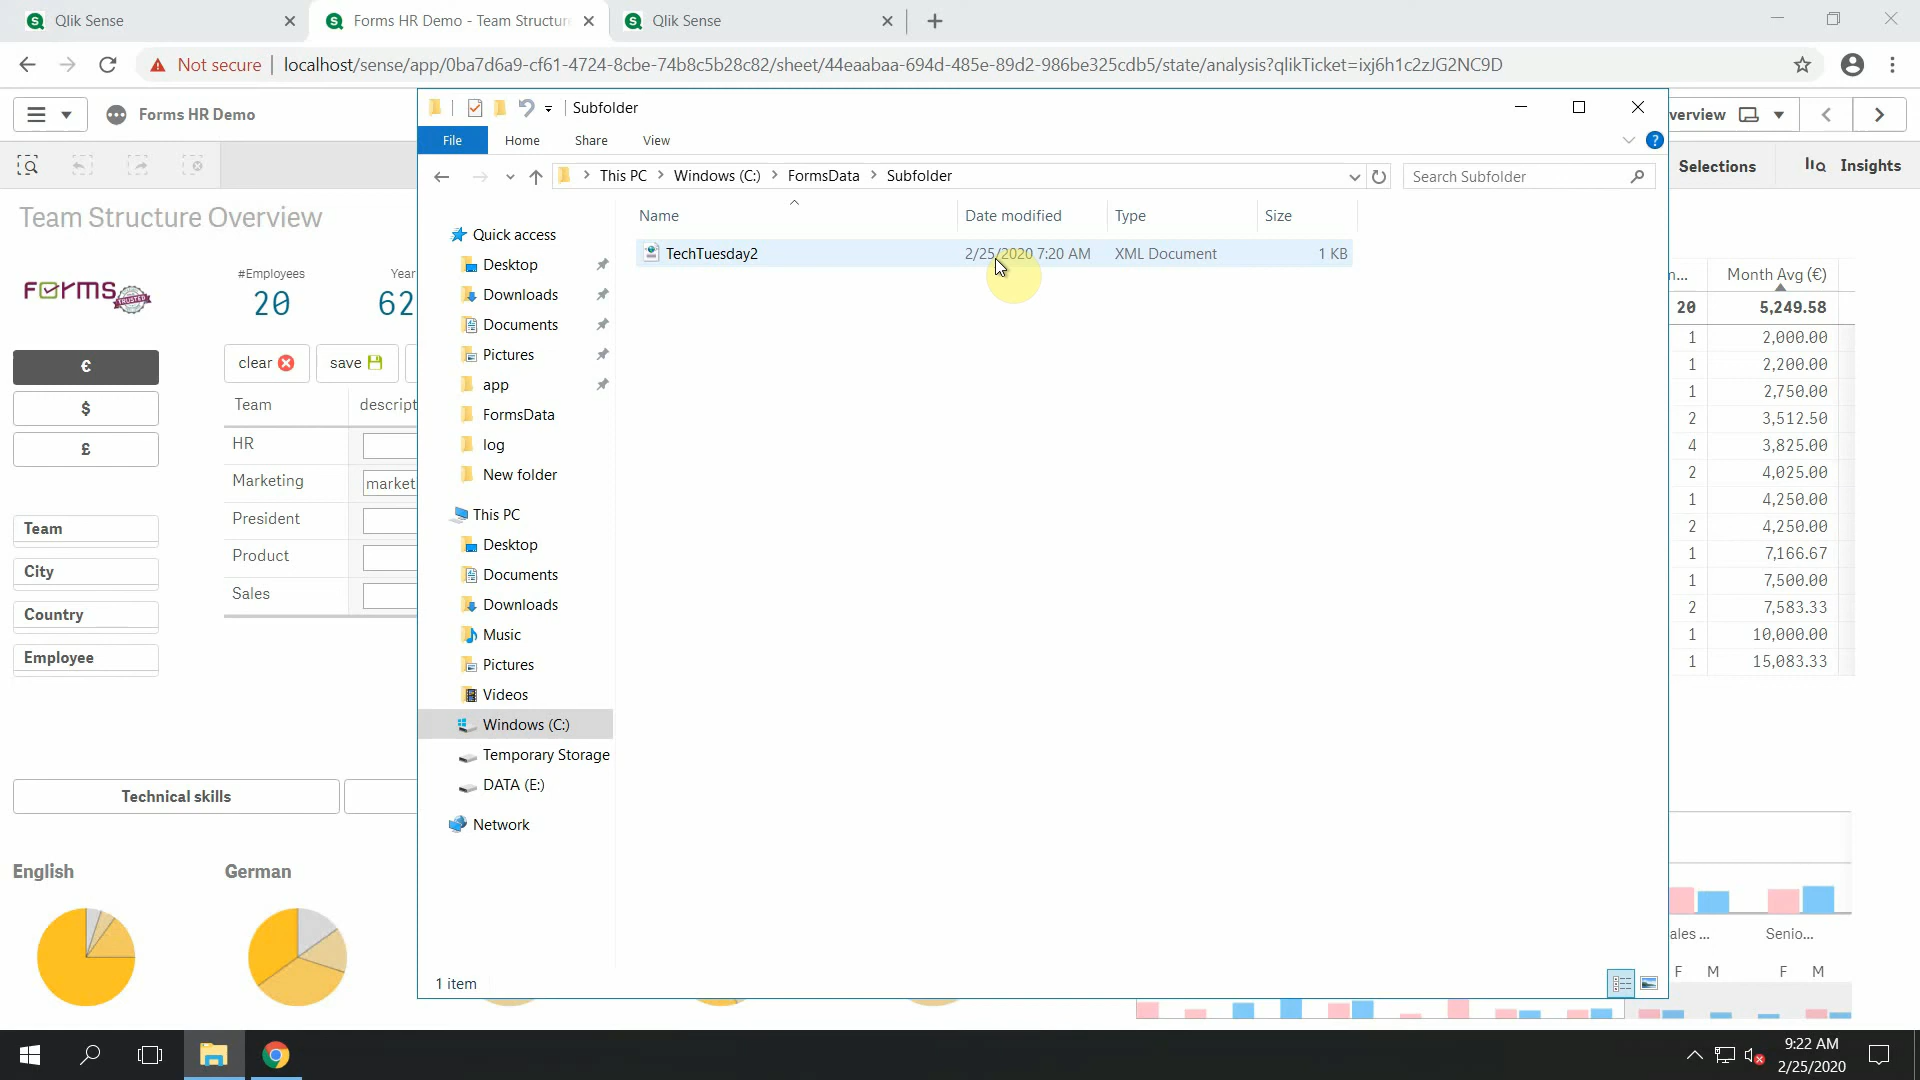 Qlik Sense
Forms HR Demo - Team Structur
Qlik Sense
Not secure
localhost/sense/app/0ba7d6a9-cf61-4724-8cbe-74b8c5b28c82/sheet/44eaabaa-694d-485e-89d2-986be325cdb5/state/analysis?qlikTicket=ixj6h1c2zJG2NC9D
Forms HR Demo
Subfolder
verview
File Home Share View
Selections
Insights
This PC > Windows (C:) > FormsData > Subfolder
Search Subfolder
Team Structure Overview
Name Date modified Type Size
TechTuesday2 2/25/2020 7:20 AM XML Document 1 KB
Quick access
Desktop
Downloads
Documents
Pictures
app
FormsData
log
New folder
This PC
Desktop
Documents
Downloads
Music
Pictures
Videos
Windows (C:)
Temporary Storage
DATA (E:)
Network
1 item
FORMS TRUSTED
#Employees
20
Year
62
€
$
£
clear
save
Team descript
HR
Marketing market
President
Product
Sales
Team
City
Country
Employee
Technical skills
English
German
n... Month Avg (€)
20 5,249.58
1 2,000.00
1 2,200.00
1 2,750.00
2 3,512.50
4 3,825.00
2 4,025.00
1 4,250.00
2 4,250.00
1 7,166.67
1 7,500.00
2 7,583.33
1 10,000.00
1 15,083.33
ales ... Senio...
F M F M
9:22 AM
2/25/2020